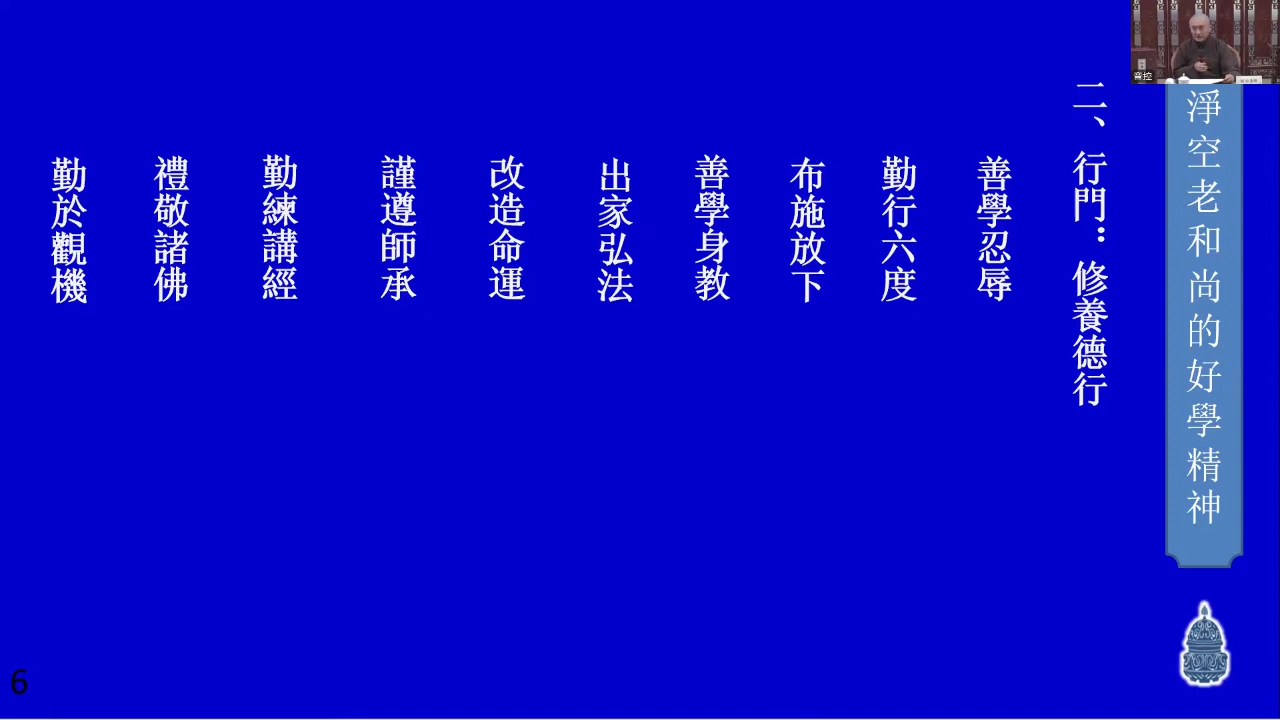 淨空老和尚的好學精神
二、行門：修養德行
善學忍辱
勤行六度
布施放下
善學身教
出家弘法
改造命運
謹遵師承
勤練講經
禮敬諸佛
勤於觀機
音控
6